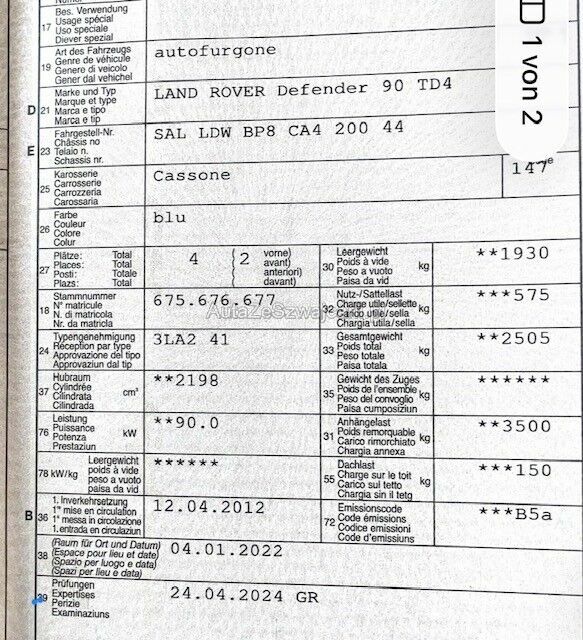 17 Bes. Verwendung
Usage spécial
Uso speciale
Diever spezial
19 Art des Fahrzeugs
Genre de véhicule
Genere di veicolo
Gener dal vehichel
autofurgone
D 21 Marke und Typ
Marque et type
Marca e tipo
Marca e tip
LAND ROVER Defender 90 TD4
E 23 Fahrgestell-Nr.
Châssis no
Telaio n.
Schassis nr.
SAL LDW BP8 CA4 200 44
25 Karosserie
Carrosserie
Carrozzeria
Carossaria
Cassone
147
26 Farbe
Couleur
Colore
Colur
blu
27 Plätze: Total
Places: Total
Posti: Totale
Plazs: Total
4 ( 2 vorne)
avant)
anteriori)
davant)
30 Leergewicht
Poids à vide
Peso a vuoto
Paisa da vid
kg
**1930
18 Stammnummer
N° matricule
N. di matricola
Nr. da matricla
675.676.677
32 Nutz-/Sattellast
Charge utile/sellette
Carico utile/sella
Chargia utila/sella
kg
***575
AutaZeSzwaj
24 Typengenehmigung
Réception par type
Approvazione del tipo
Approvaziun dal tip
3LA2 41
33 Gesamtgewicht
Poids total
Peso totale
Paisa totala
kg
**2505
37 Hubraum
Cylindrée
Cilindrata
Cilindrada
cm³
**2198
35 Gewicht des Zuges
Poids de l'ensemble
Peso del convoglio
Paisa cumposiziun
kg
******
76 Leistung
Puissance
Potenza
Prestaziun
kW
**90.0
31 Anhängelast
Poids remorquable
Carico rimorchiato
Chargia annexa
kg
**3500
78 kW/kg
Leergewicht
poids à vide
peso a vuoto
paisa da vid
******
55 Dachlast
Charge sur le toit
Carico sul tetto
Chargia sin il tetg
kg
***150
B 36 1. Inverkehrsetzung
1re mise en circulation
1a messa in circolazione
1. entrada en circulaziun
12.04.2012
72 Emissionscode
Code émissions
Codice emissioni
Code d'emissiuns
***B5a
38 (Raum für Ort und Datum)
(Espace pour lieu et date)
(Spazio per luogo e data)
(Spazi per lieu e data)
04.01.2022
39 Prüfungen
Expertises
Perizie
Examinaziuns
24.04.2024 GR
1 von 2